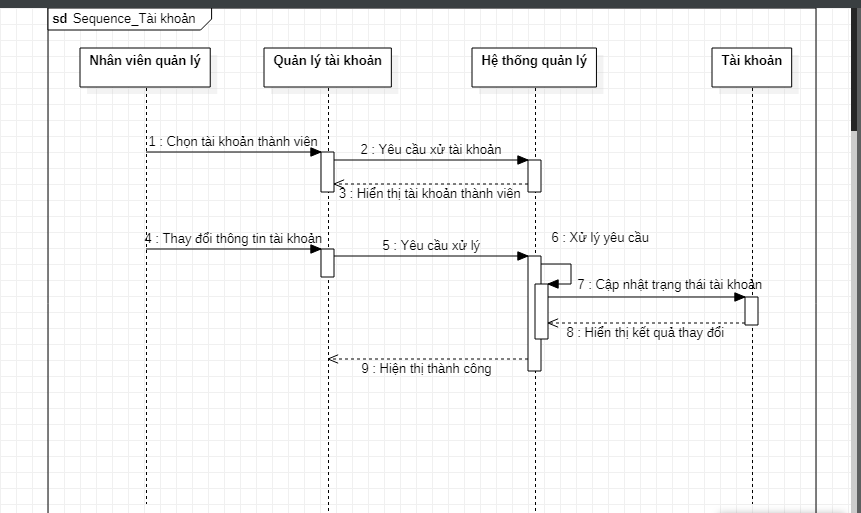 sd Sequence_Tài khoản
Nhân viên quản lý
Quản lý tài khoản
Hệ thống quản lý
Tài khoản
1 : Chọn tài khoản thành viên
2 : Yêu cầu xử tài khoản
3 : Hiển thị tài khoản thành viên
4 : Thay đổi thông tin tài khoản
5 : Yêu cầu xử lý
6 : Xử lý yêu cầu
7 : Cập nhật trạng thái tài khoản
8 : Hiển thị kết quả thay đổi
9 : Hiện thị thành công